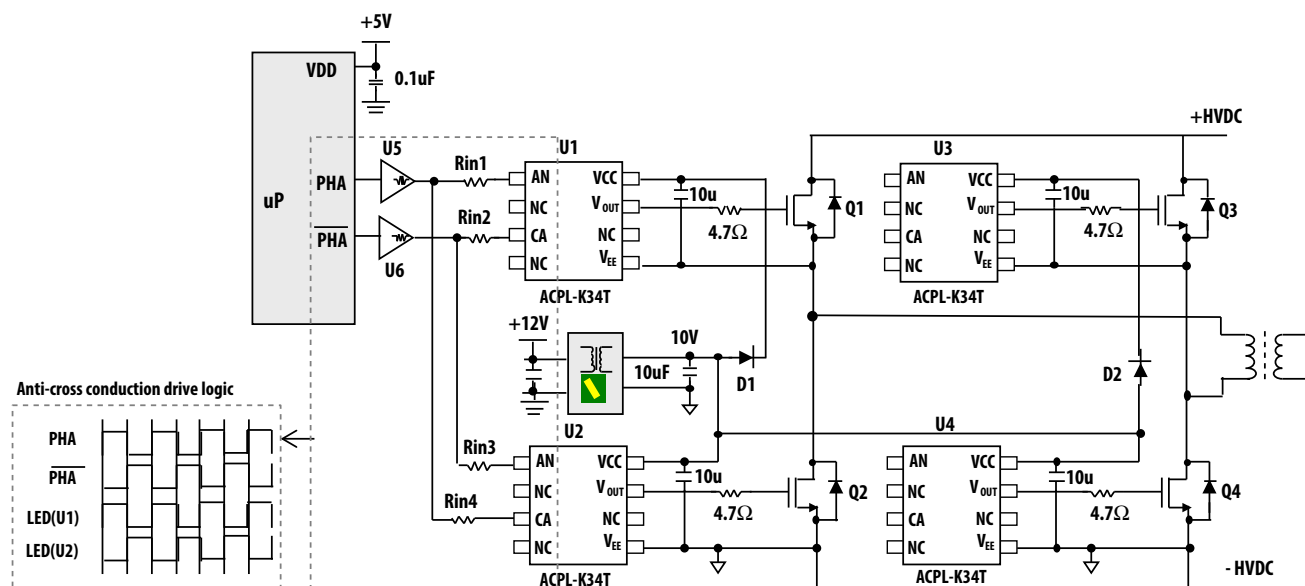 +5V
VDD
0.1uF
uP
PHA
PHA
U5
U6
Rin1
Rin2
U1
AN
NC
CA
NC
VCC
VOUT
NC
VEE
ACPL-K34T
10u
4.7Ω
Q1
+HVDC
U3
AN
NC
CA
NC
VCC
VOUT
NC
VEE
ACPL-K34T
10u
4.7Ω
Q3
+12V
10V
10uF
D1
D2
Anti-cross conduction drive logic
PHA
PHA
LED(U1)
LED(U2)
Rin3
Rin4
U2
AN
NC
CA
NC
VCC
VOUT
NC
VEE
ACPL-K34T
10u
4.7Ω
Q2
U4
AN
NC
CA
NC
VCC
VOUT
NC
VEE
ACPL-K34T
10u
4.7Ω
Q4
- HVDC